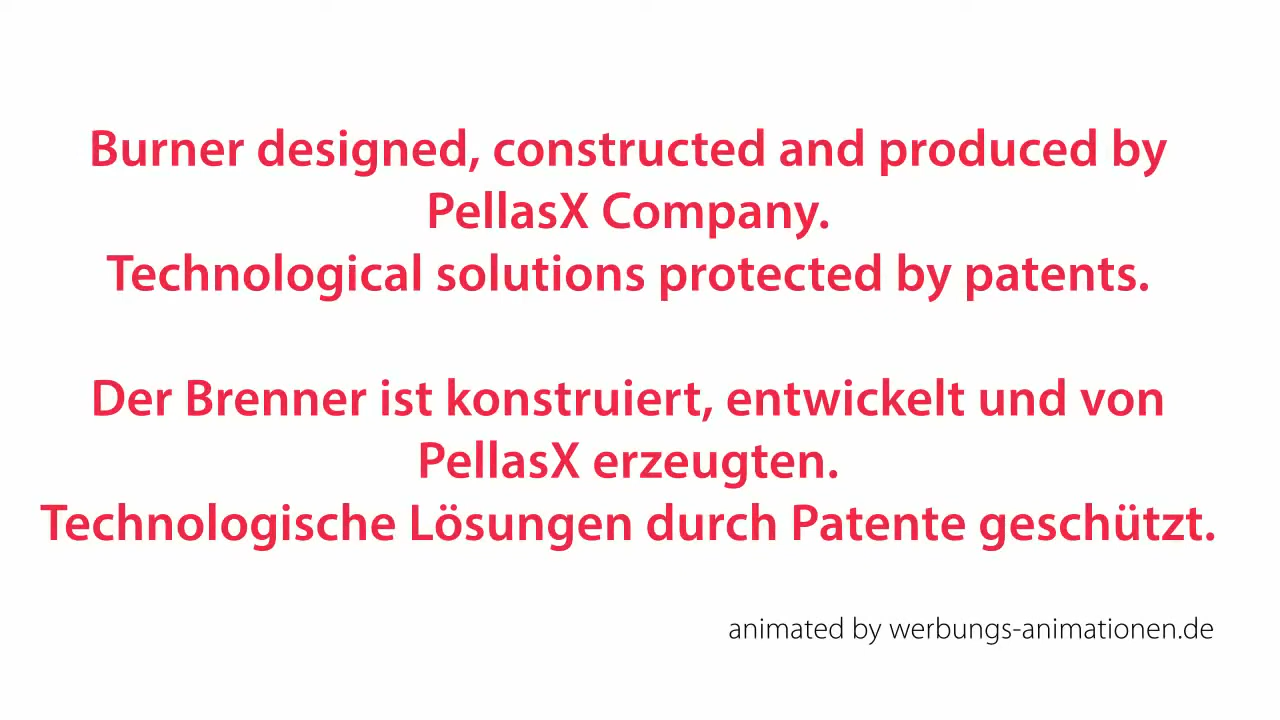 Burner designed, constructed and produced by
PellasX Company.
Technological solutions protected by patents.
Der Brenner ist konstruiert, entwickelt und von
PellasX erzeugten.
Technologische Lösungen durch Patente geschützt.
animated by werbungs-animationen.de